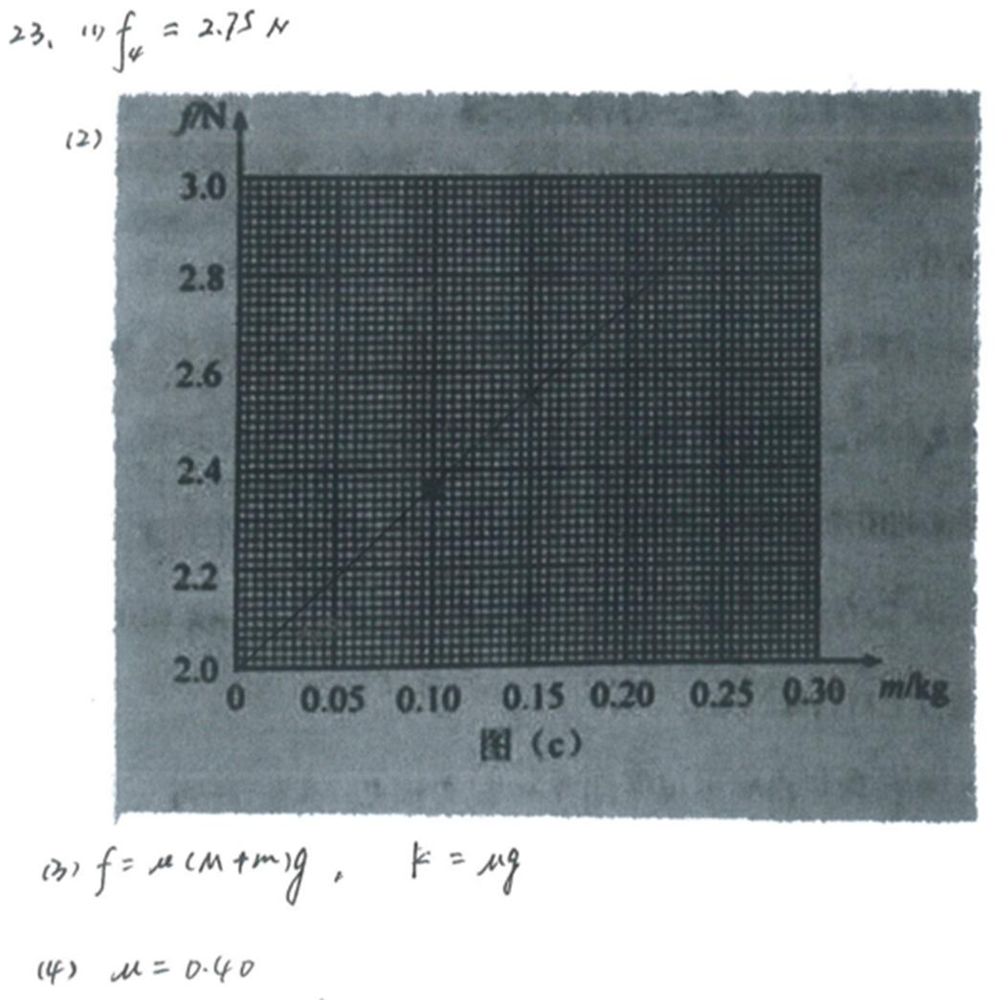 23. (1) f₄ = 2.75 N
(2)
f/N
3.0
2.8
2.6
2.4
2.2
2.0
0 0.05 0.10 0.15 0.20 0.25 0.30 m/kg
图（c）
(3) f = μ(M+m)g , k = μg
(4) μ = 0.40